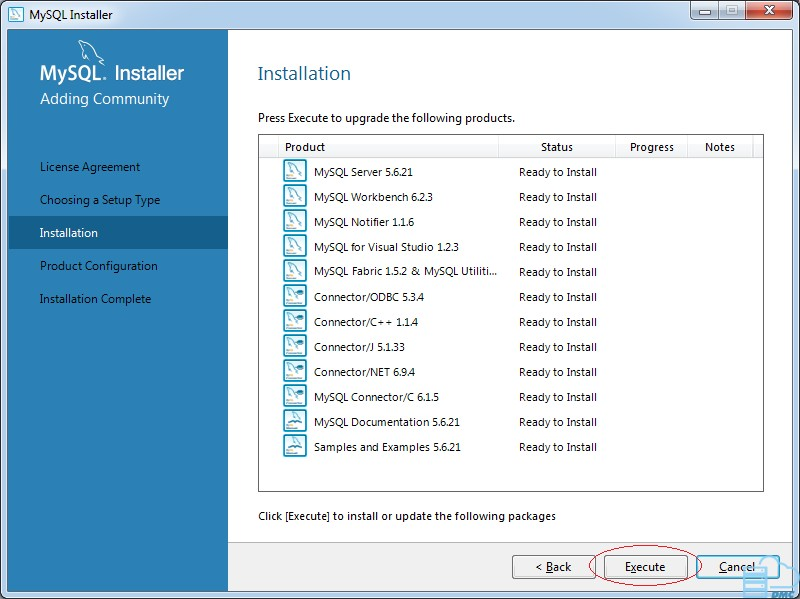 MySQL Installer
MySQL. Installer
Adding Community
License Agreement
Choosing a Setup Type
Installation
Product Configuration
Installation Complete
Installation
Press Execute to upgrade the following products.
Product Status Progress Notes
MySQL Server 5.6.21 Ready to Install
MySQL Workbench 6.2.3 Ready to Install
MySQL Notifier 1.1.6 Ready to Install
MySQL for Visual Studio 1.2.3 Ready to Install
MySQL Fabric 1.5.2 & MySQL Utiliti... Ready to Install
Connector/ODBC 5.3.4 Ready to Install
Connector/C++ 1.1.4 Ready to Install
Connector/J 5.1.33 Ready to Install
Connector/NET 6.9.4 Ready to Install
MySQL Connector/C 6.1.5 Ready to Install
MySQL Documentation 5.6.21 Ready to Install
Samples and Examples 5.6.21 Ready to Install
Click [Execute] to install or update the following packages
< Back Execute Cancel
DMC